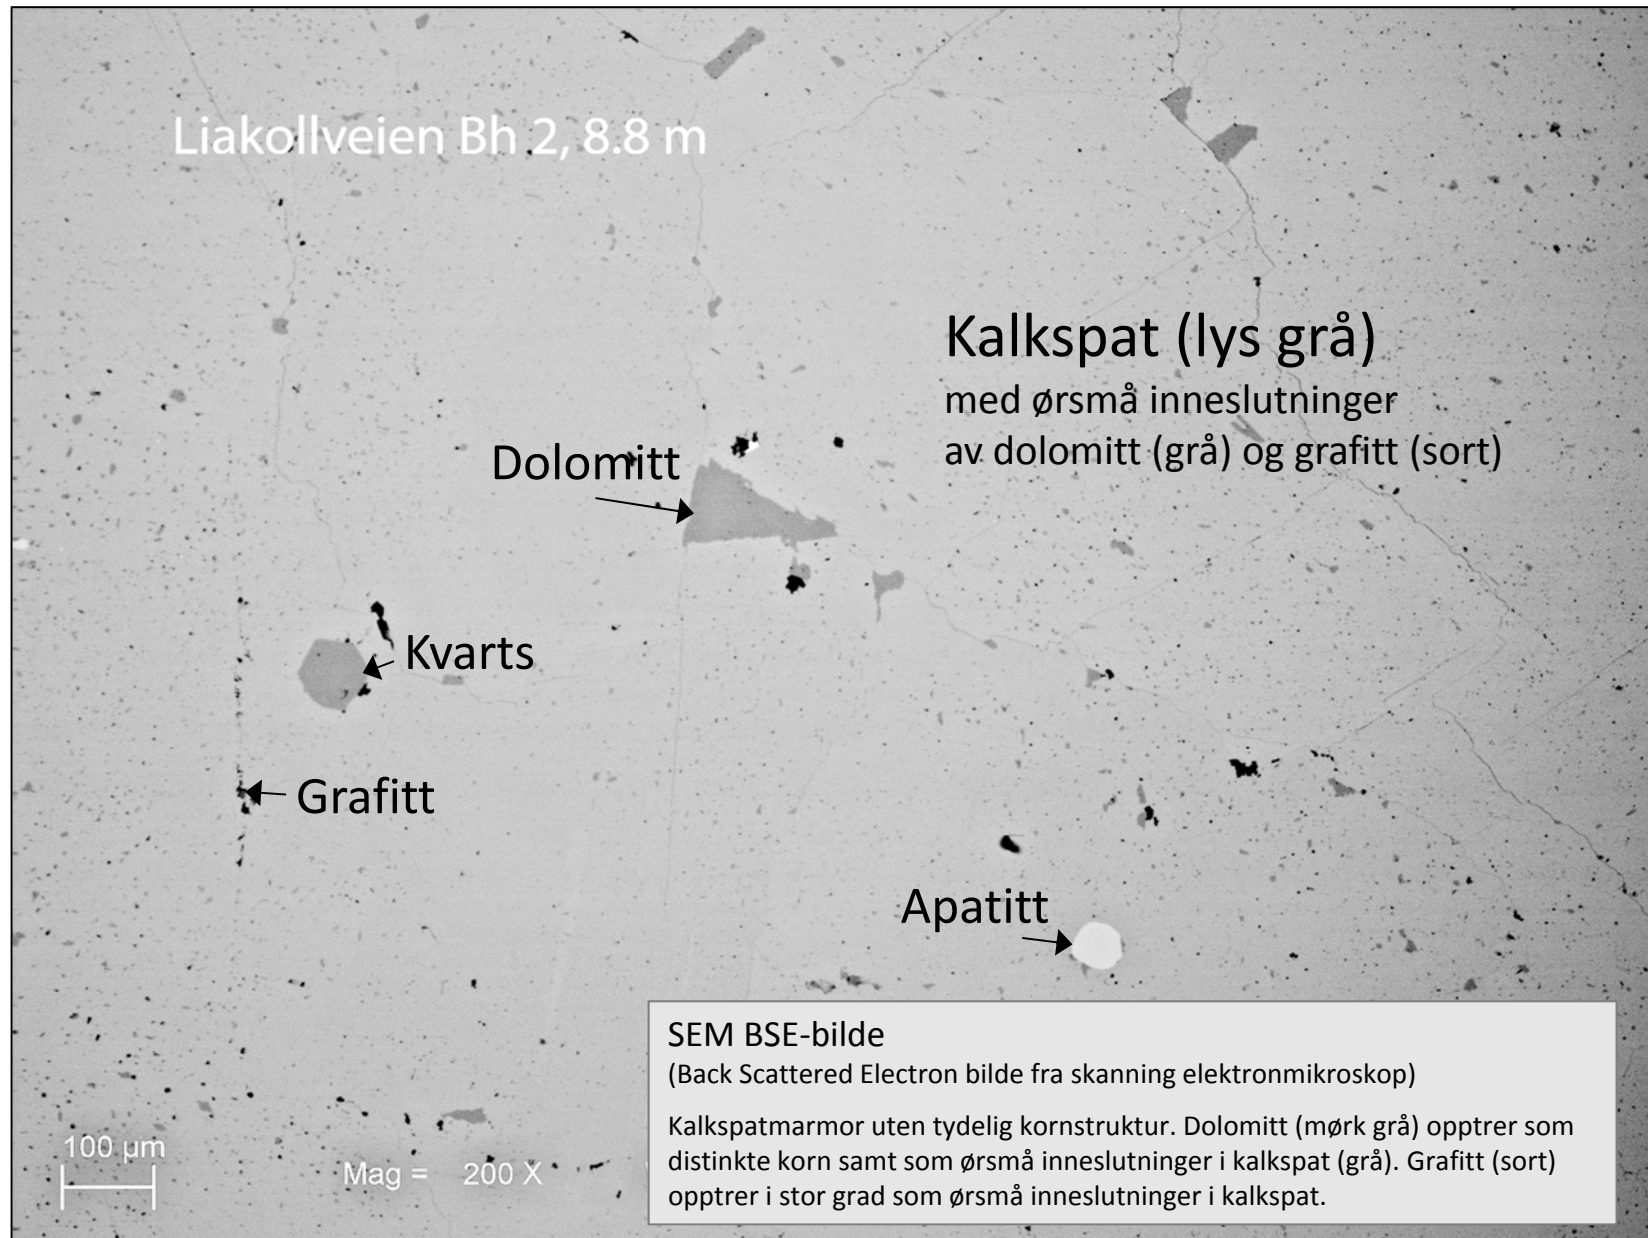 Liakollveien Bh 2, 8.8 m
Kalkspat (lys grå)
med ørsmå inneslutninger
av dolomitt (grå) og grafitt (sort)
Dolomitt
Kvarts
Grafitt
Apatitt
SEM BSE-bilde
(Back Scattered Electron bilde fra skanning elektronmikroskop)
Kalkspatmarmor uten tydelig kornstruktur. Dolomitt (mørk grå) opptrer som
distinkte korn samt som ørsmå inneslutninger i kalkspat (grå). Grafitt (sort)
opptrer i stor grad som ørsmå inneslutninger i kalkspat.
100 µm
Mag = 200 X